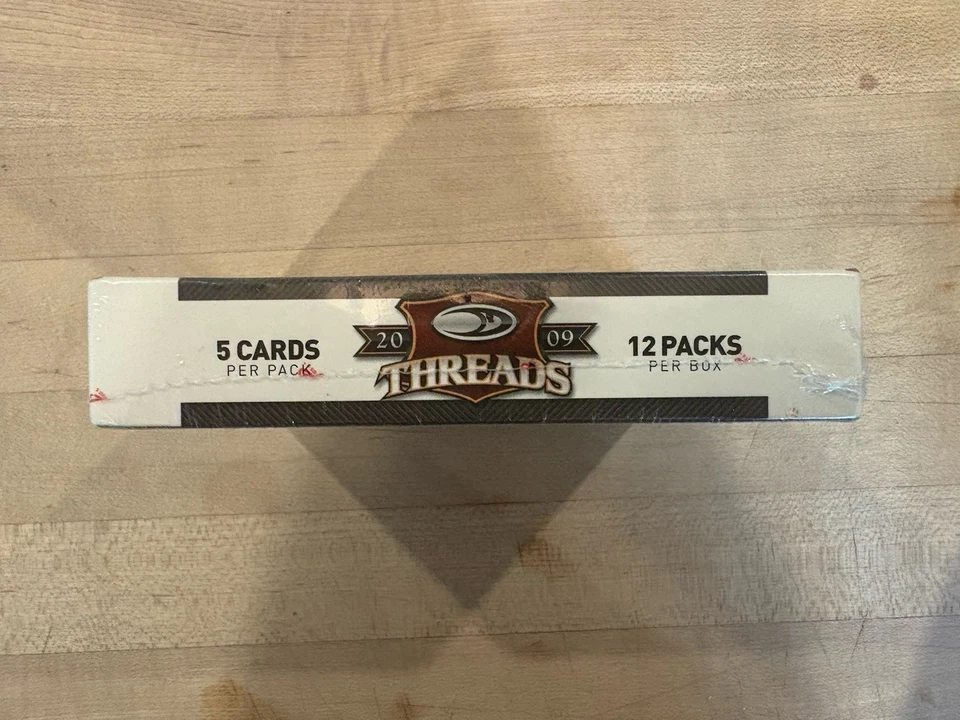 5 CARDS
PER PACK
20 09
THREADS
12 PACKS
PER BOX